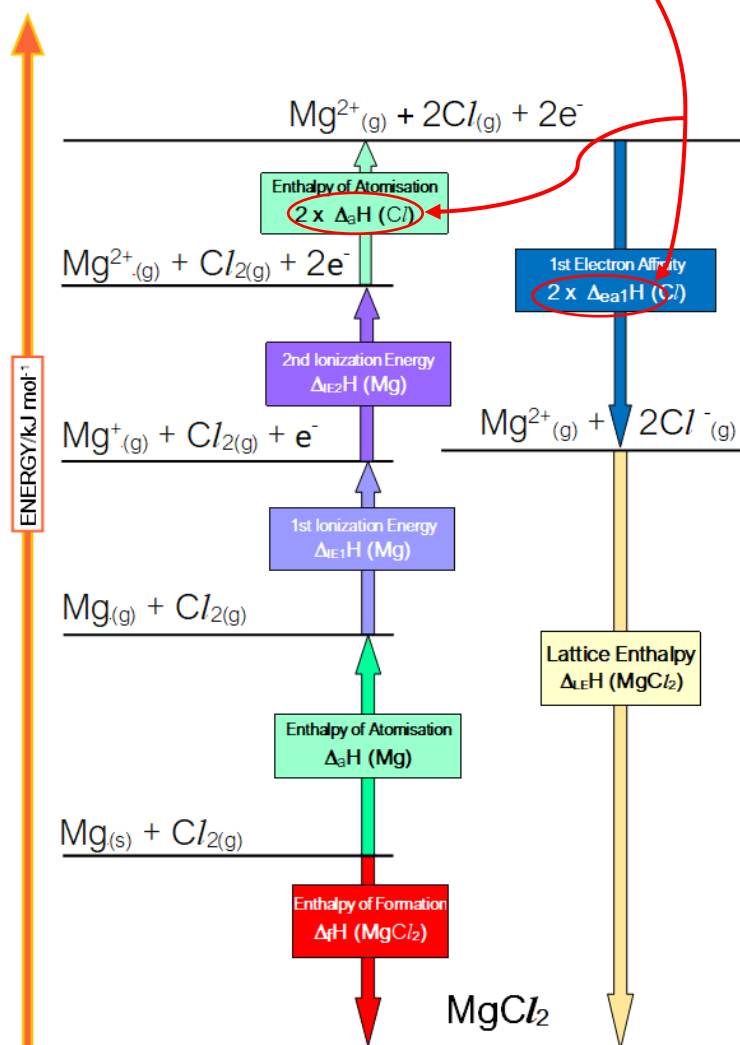 Mg²⁺(g) + 2Cl(g) + 2e⁻
Enthalpy of Atomisation
2 x ΔaH (Cl)
Mg²⁺.(g) + Cl₂(g) + 2e⁻
1st Electron Affinity
2 x Δea1H (Cl)
2nd Ionization Energy
ΔIE2H (Mg)
Mg⁺.(g) + Cl₂(g) + e⁻
Mg²⁺(g) + 2Cl⁻(g)
ENERGY/kJ mol⁻¹
1st Ionization Energy
ΔIE1H (Mg)
Mg.(g) + Cl₂(g)
Lattice Enthalpy
ΔLEH (MgCl₂)
Enthalpy of Atomisation
ΔaH (Mg)
Mg.(s) + Cl₂(g)
Enthalpy of Formation
ΔfH (MgCl₂)
MgCl₂